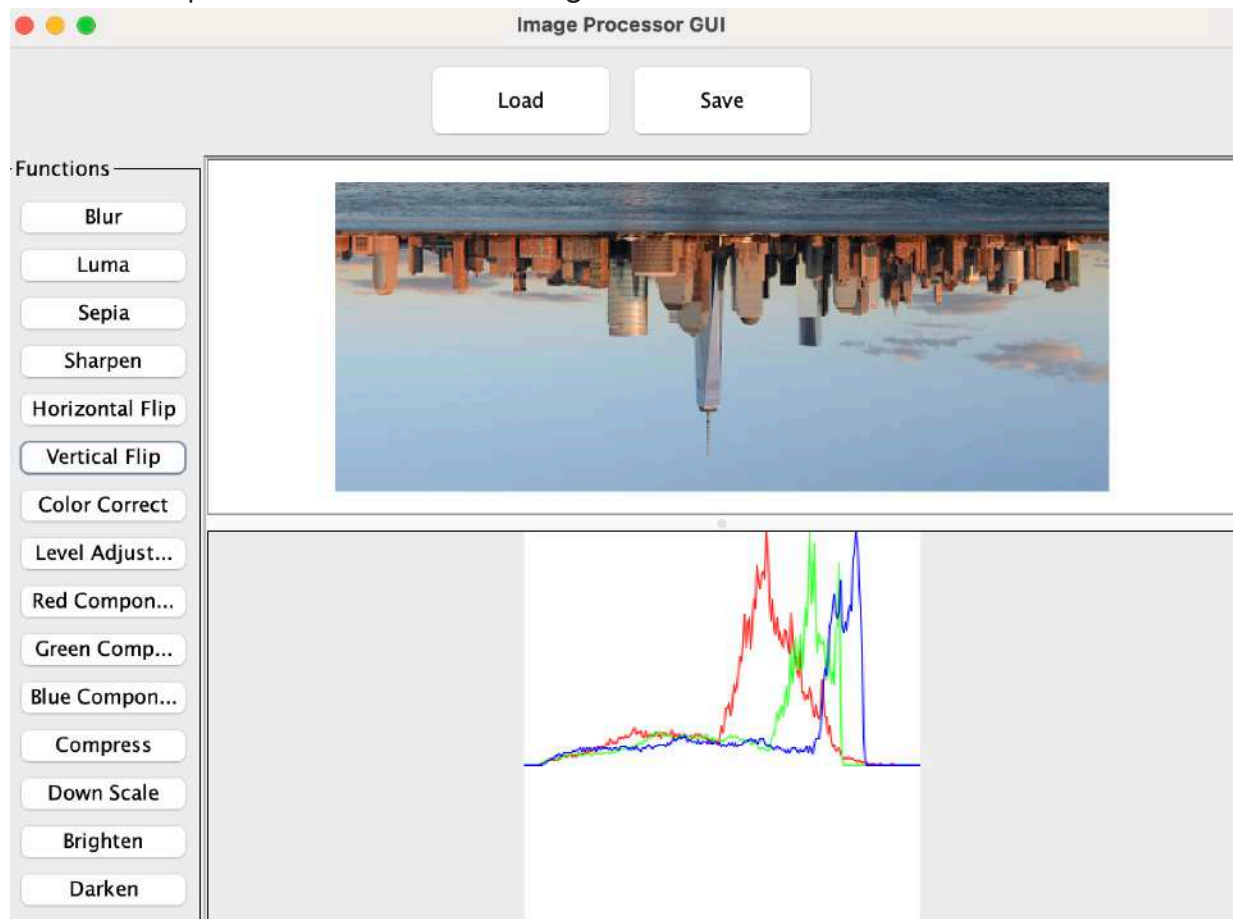 Image Processor GUI
Load Save
Functions
Blur
Luma
Sepia
Sharpen
Horizontal Flip
Vertical Flip
Color Correct
Level Adjust...
Red Compon...
Green Comp...
Blue Compon...
Compress
Down Scale
Brighten
Darken